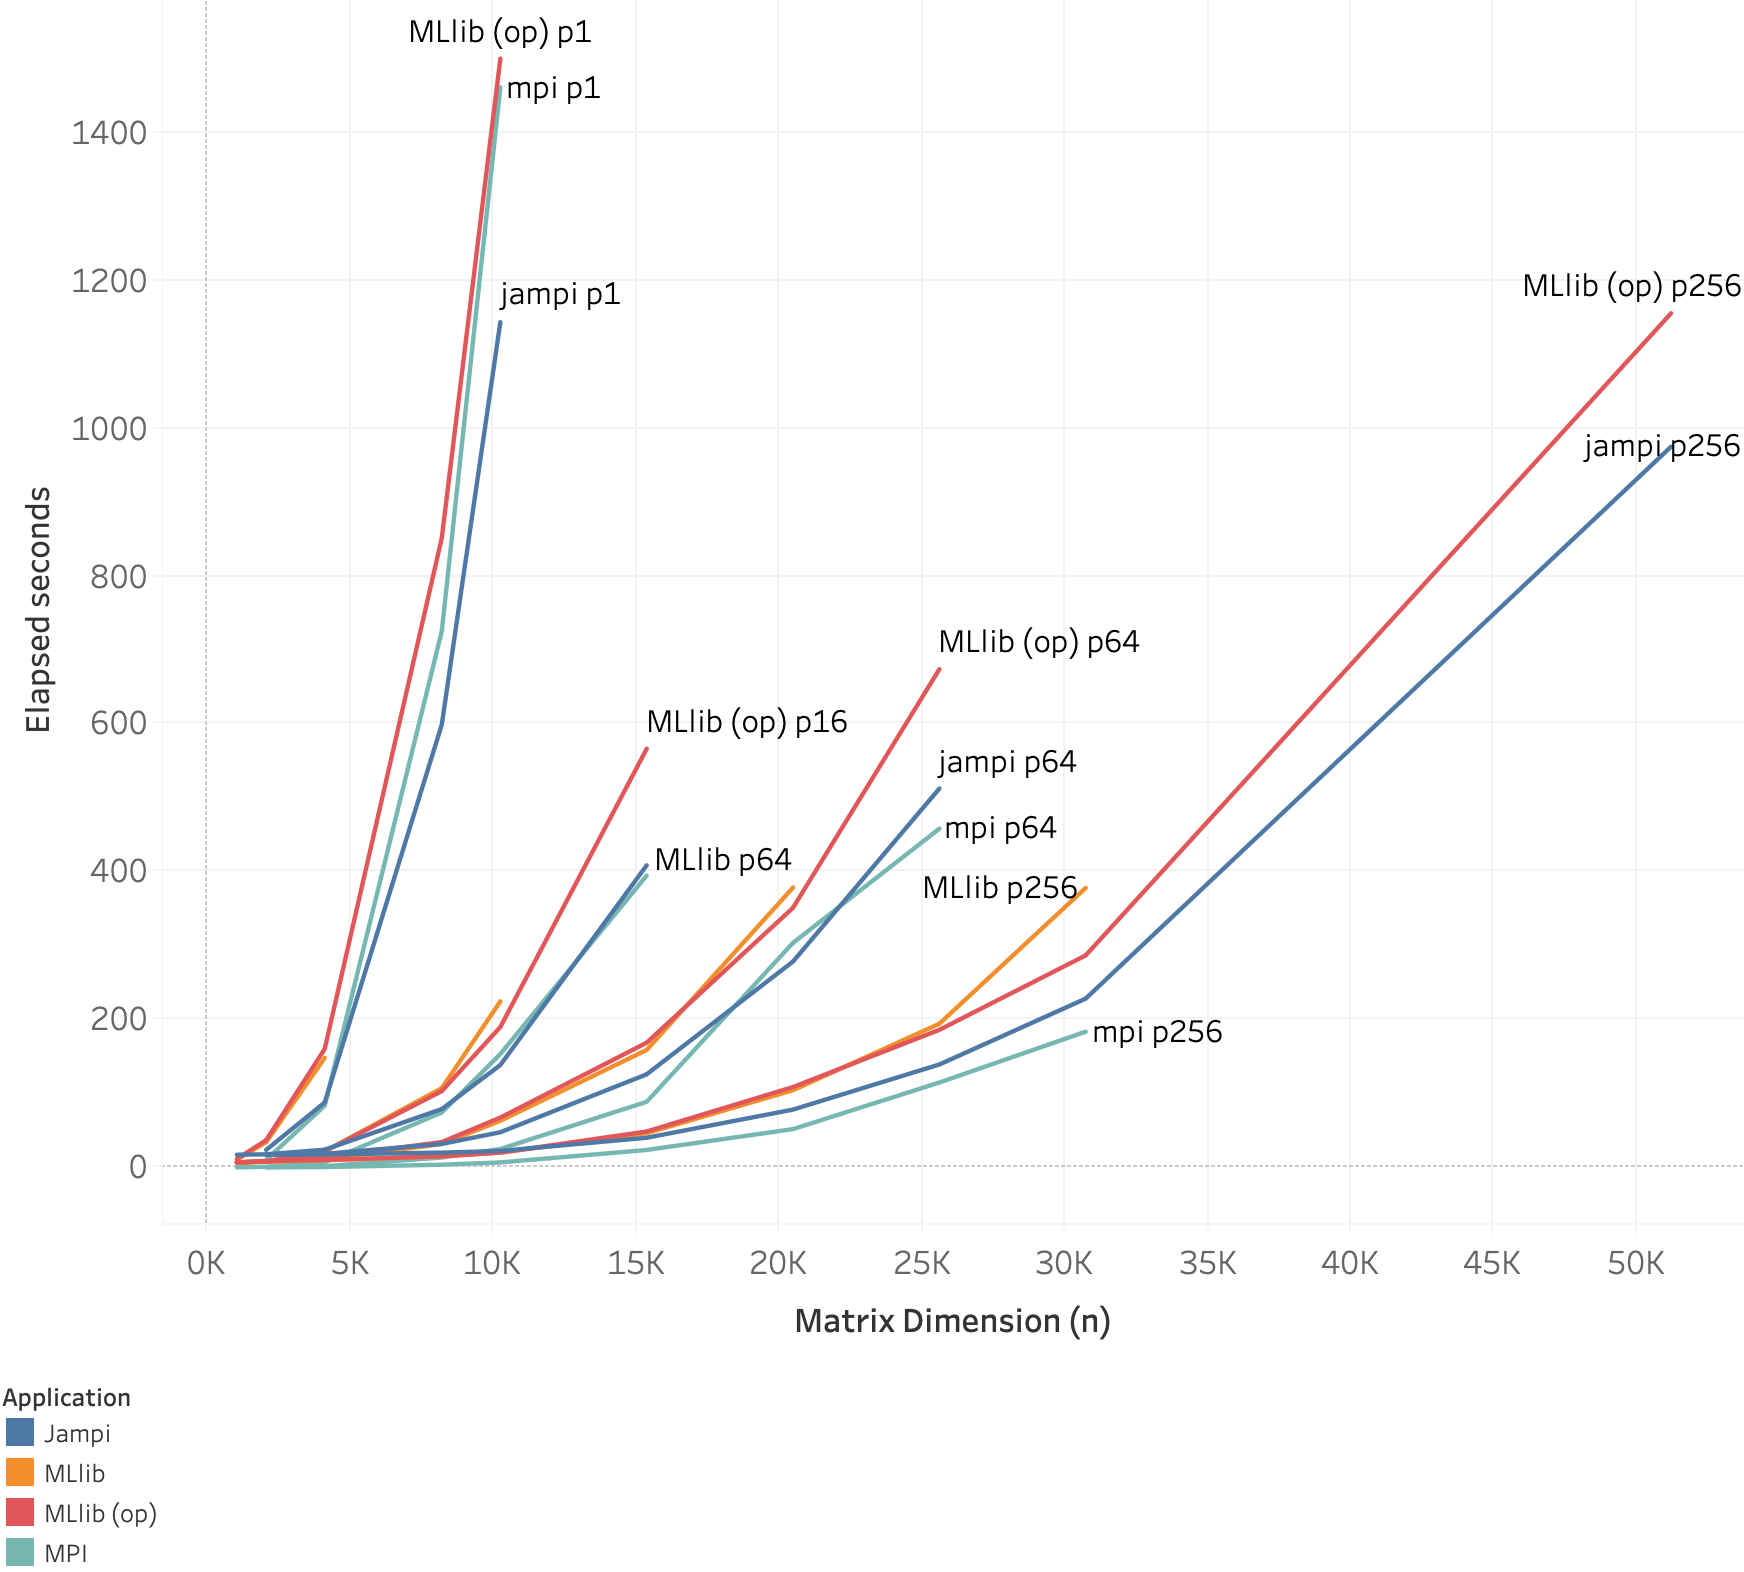 MLlib (op) p1
mpi p1
1400
jampi p1
1200
MLlib (op) p256
1000
jampi p256
Elapsed seconds
800
MLlib (op) p64
600
MLlib (op) p16
jampi p64
mpi p64
400
MLlib p64
MLlib p256
200
mpi p256
0
0K 5K 10K 15K 20K 25K 30K 35K 40K 45K 50K
Matrix Dimension (n)
Application
Jampi
MLlib
MLlib (op)
MPI